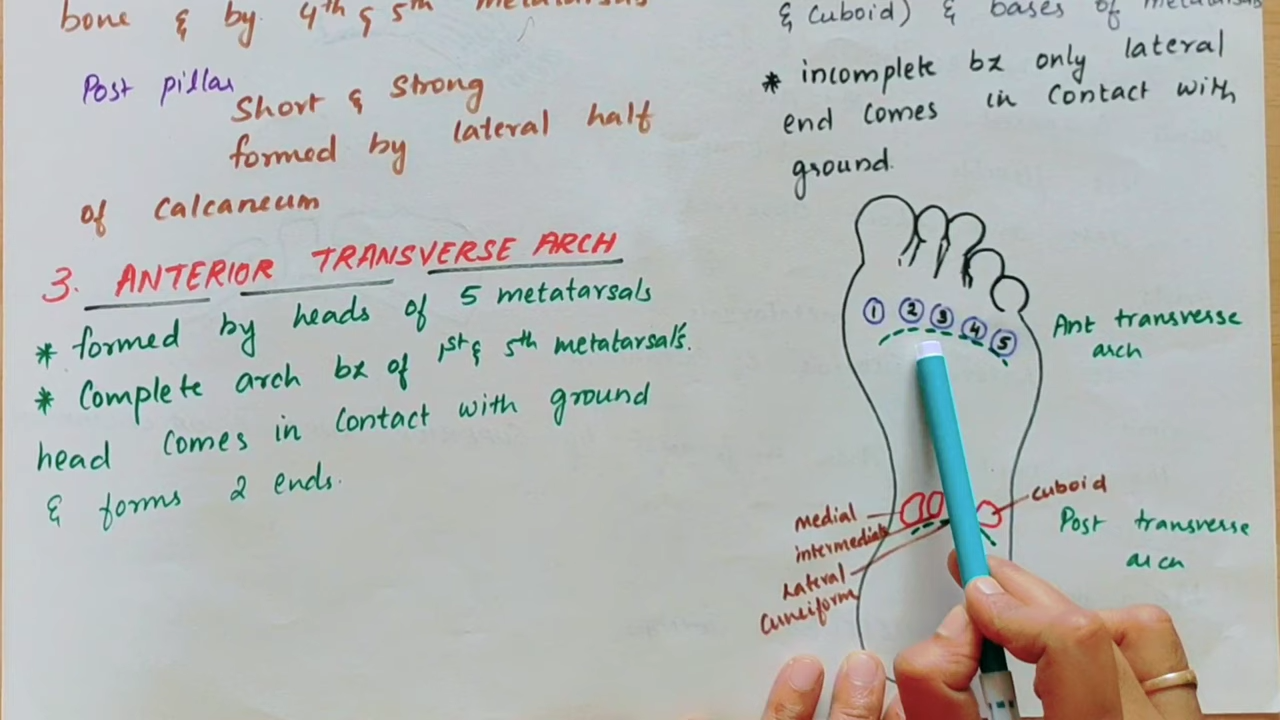 bone & by 4th & 5th metatarsals
Post pillar
Short & Strong
formed by lateral half
of calcaneum
3. ANTERIOR TRANSVERSE ARCH
* formed by heads of 5 metatarsals
* Complete arch bz of 1st & 5th metatarsal's.
head comes in contact with ground
& forms 2 ends.
& cuboid) & bases of metatarsals
* incomplete bz only lateral
end comes in contact with
ground.
1 2 3 4 5
Ant transverse
arch
cuboid
medial
intermediate
Lateral
Cuneiform
Post transverse
arch